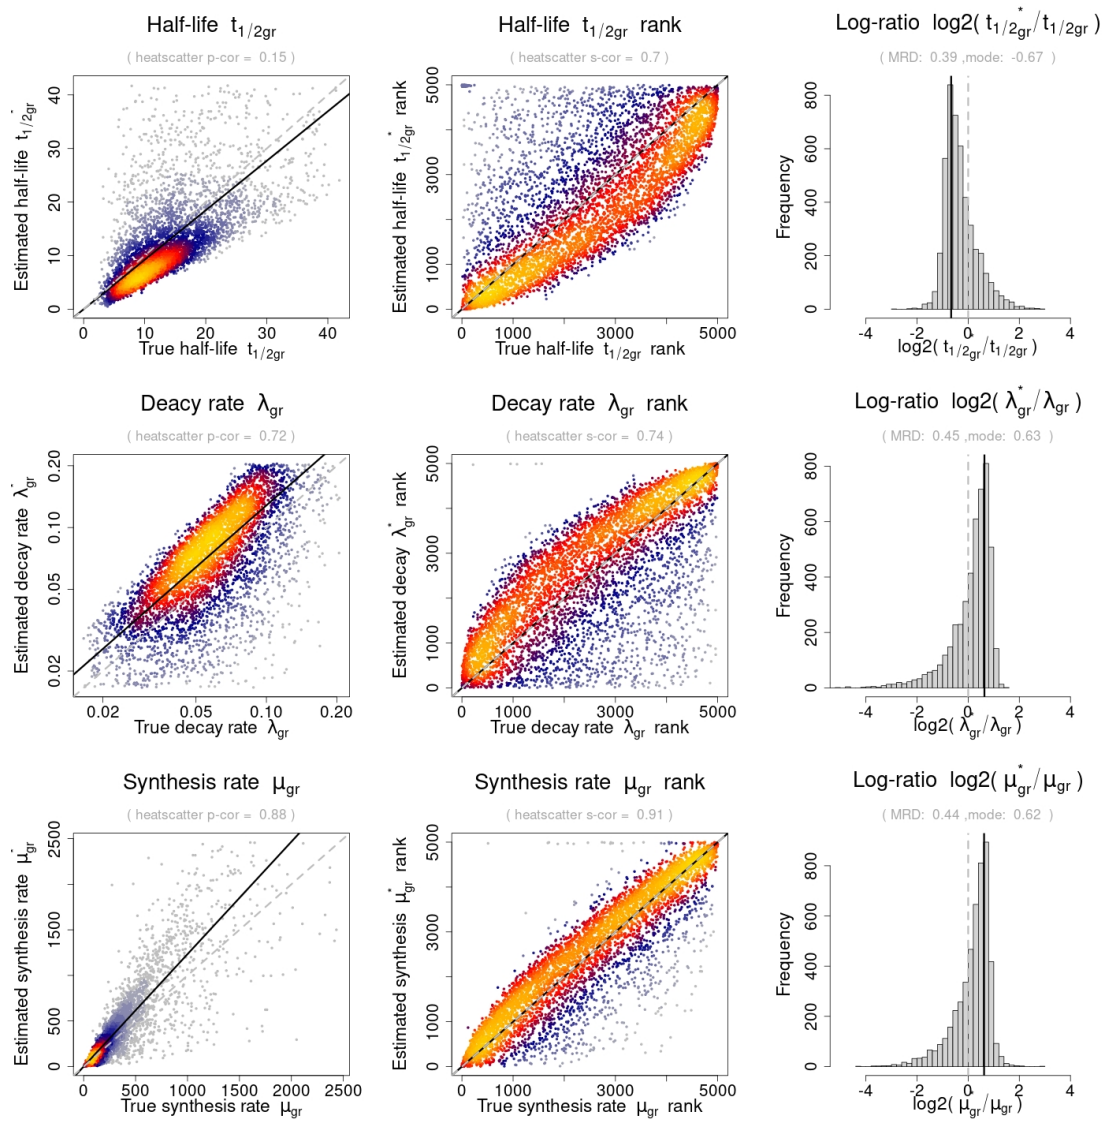 Half-life t1/2gr
( heatscatter p-cor = 0.15 )
Estimated half-life t*1/2gr
0 10 20 30 40
0 10 20 30 40
True half-life t1/2gr
Half-life t1/2gr rank
( heatscatter s-cor = 0.7 )
Estimated half-life t*1/2gr rank
0 1000 3000 5000
0 1000 3000 5000
True half-life t1/2gr rank
Log-ratio log2( t*1/2gr/t1/2gr )
( MRD: 0.39 ,mode: -0.67 )
Frequency
0 200 400 600 800
-4 -2 0 2 4
log2( t*1/2gr/t1/2gr )
Deacy rate λgr
( heatscatter p-cor = 0.72 )
Estimated decay rate λ*gr
0.02 0.05 0.10 0.20
0.02 0.05 0.10 0.20
True decay rate λgr
Decay rate λgr rank
( heatscatter s-cor = 0.74 )
Estimated decay λ*gr rank
0 1000 3000 5000
0 1000 3000 5000
True decay rate λgr rank
Log-ratio log2( λ*gr/λgr )
( MRD: 0.45 ,mode: 0.63 )
Frequency
0 200 400 600 800
-4 -2 0 2 4
log2( λ*gr/λgr )
Synthesis rate μgr
( heatscatter p-cor = 0.88 )
Estimated synthesis rate μ*gr
0 500 1500 2500
0 500 1000 1500 2000 2500
True synthesis rate μgr
Synthesis rate μgr rank
( heatscatter s-cor = 0.91 )
Estimated synthesis μ*gr rank
0 1000 3000 5000
0 1000 3000 5000
True synthesis rate μgr rank
Log-ratio log2( μ*gr/μgr )
( MRD: 0.44 ,mode: 0.62 )
Frequency
0 200 400 600 800
-4 -2 0 2 4
log2( μ*gr/μgr )